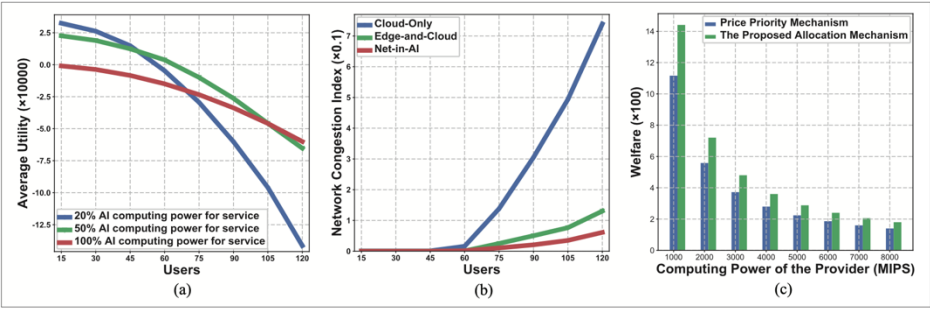 Average Utility (×10000)
2.5
0.0
-2.5
-5.0
-7.5
-10.0
-12.5
20% AI computing power for service
50% AI computing power for service
100% AI computing power for service
15 30 45 60 75 90 105 120
Users
(a)
Network Congestion Index (×0.1)
7
6
5
4
3
2
1
0
Cloud-Only
Edge-and-Cloud
Net-in-AI
15 30 45 60 75 90 105 120
Users
(b)
Welfare (×100)
14
12
10
8
6
4
2
0
Price Priority Mechanism
The Proposed Allocation Mechanism
1000 2000 3000 4000 5000 6000 7000 8000
Computing Power of the Provider (MIPS)
(c)